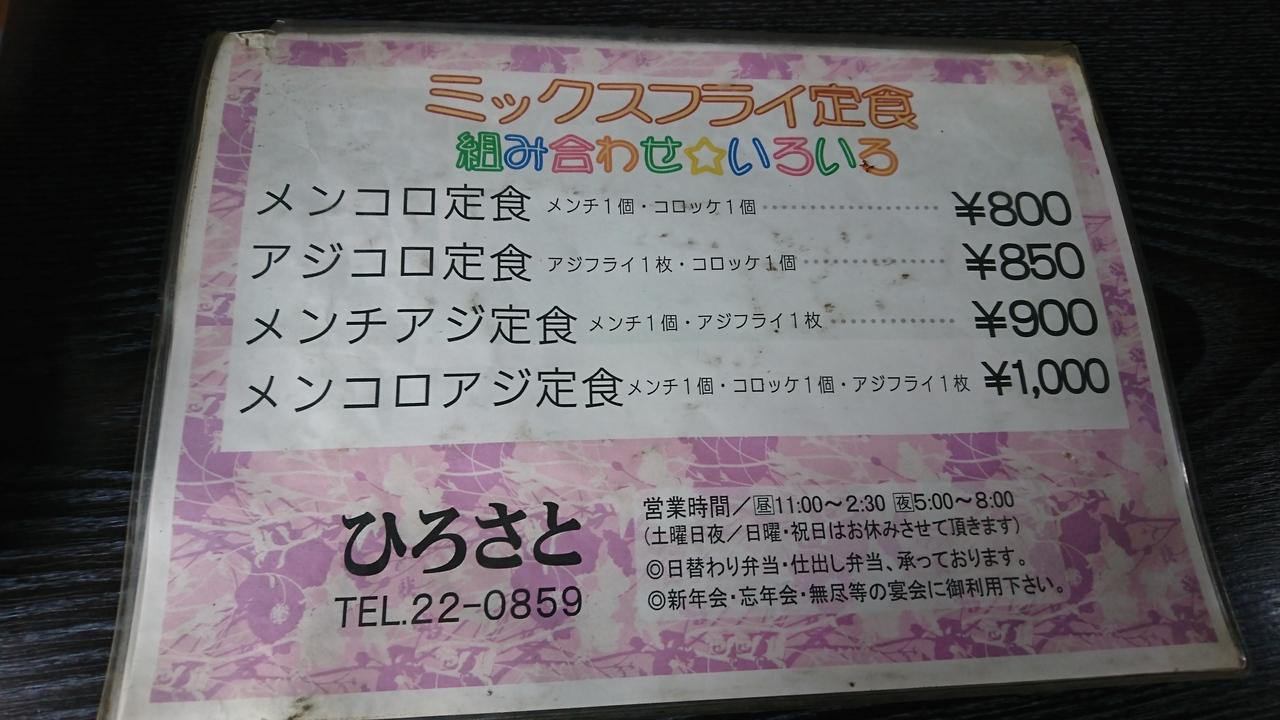 ミックスフライ定食
組み合わせ☆いろいろ
メンコロ定食 メンチ1個・コロッケ1個 ¥800
アジコロ定食 アジフライ1枚・コロッケ1個 ¥850
メンチアジ定食 メンチ1個・アジフライ1枚 ¥900
メンコロアジ定食 メンチ1個・コロッケ1個・アジフライ1枚 ¥1,000
ひろさと
TEL.22-0859
営業時間／昼11:00～2:30 夜5:00～8:00
(土曜日夜／日曜・祝日はお休みさせて頂きます)
◎日替わり弁当・仕出し弁当、承っております。
◎新年会・忘年会・無尽等の宴会に御利用下さい。